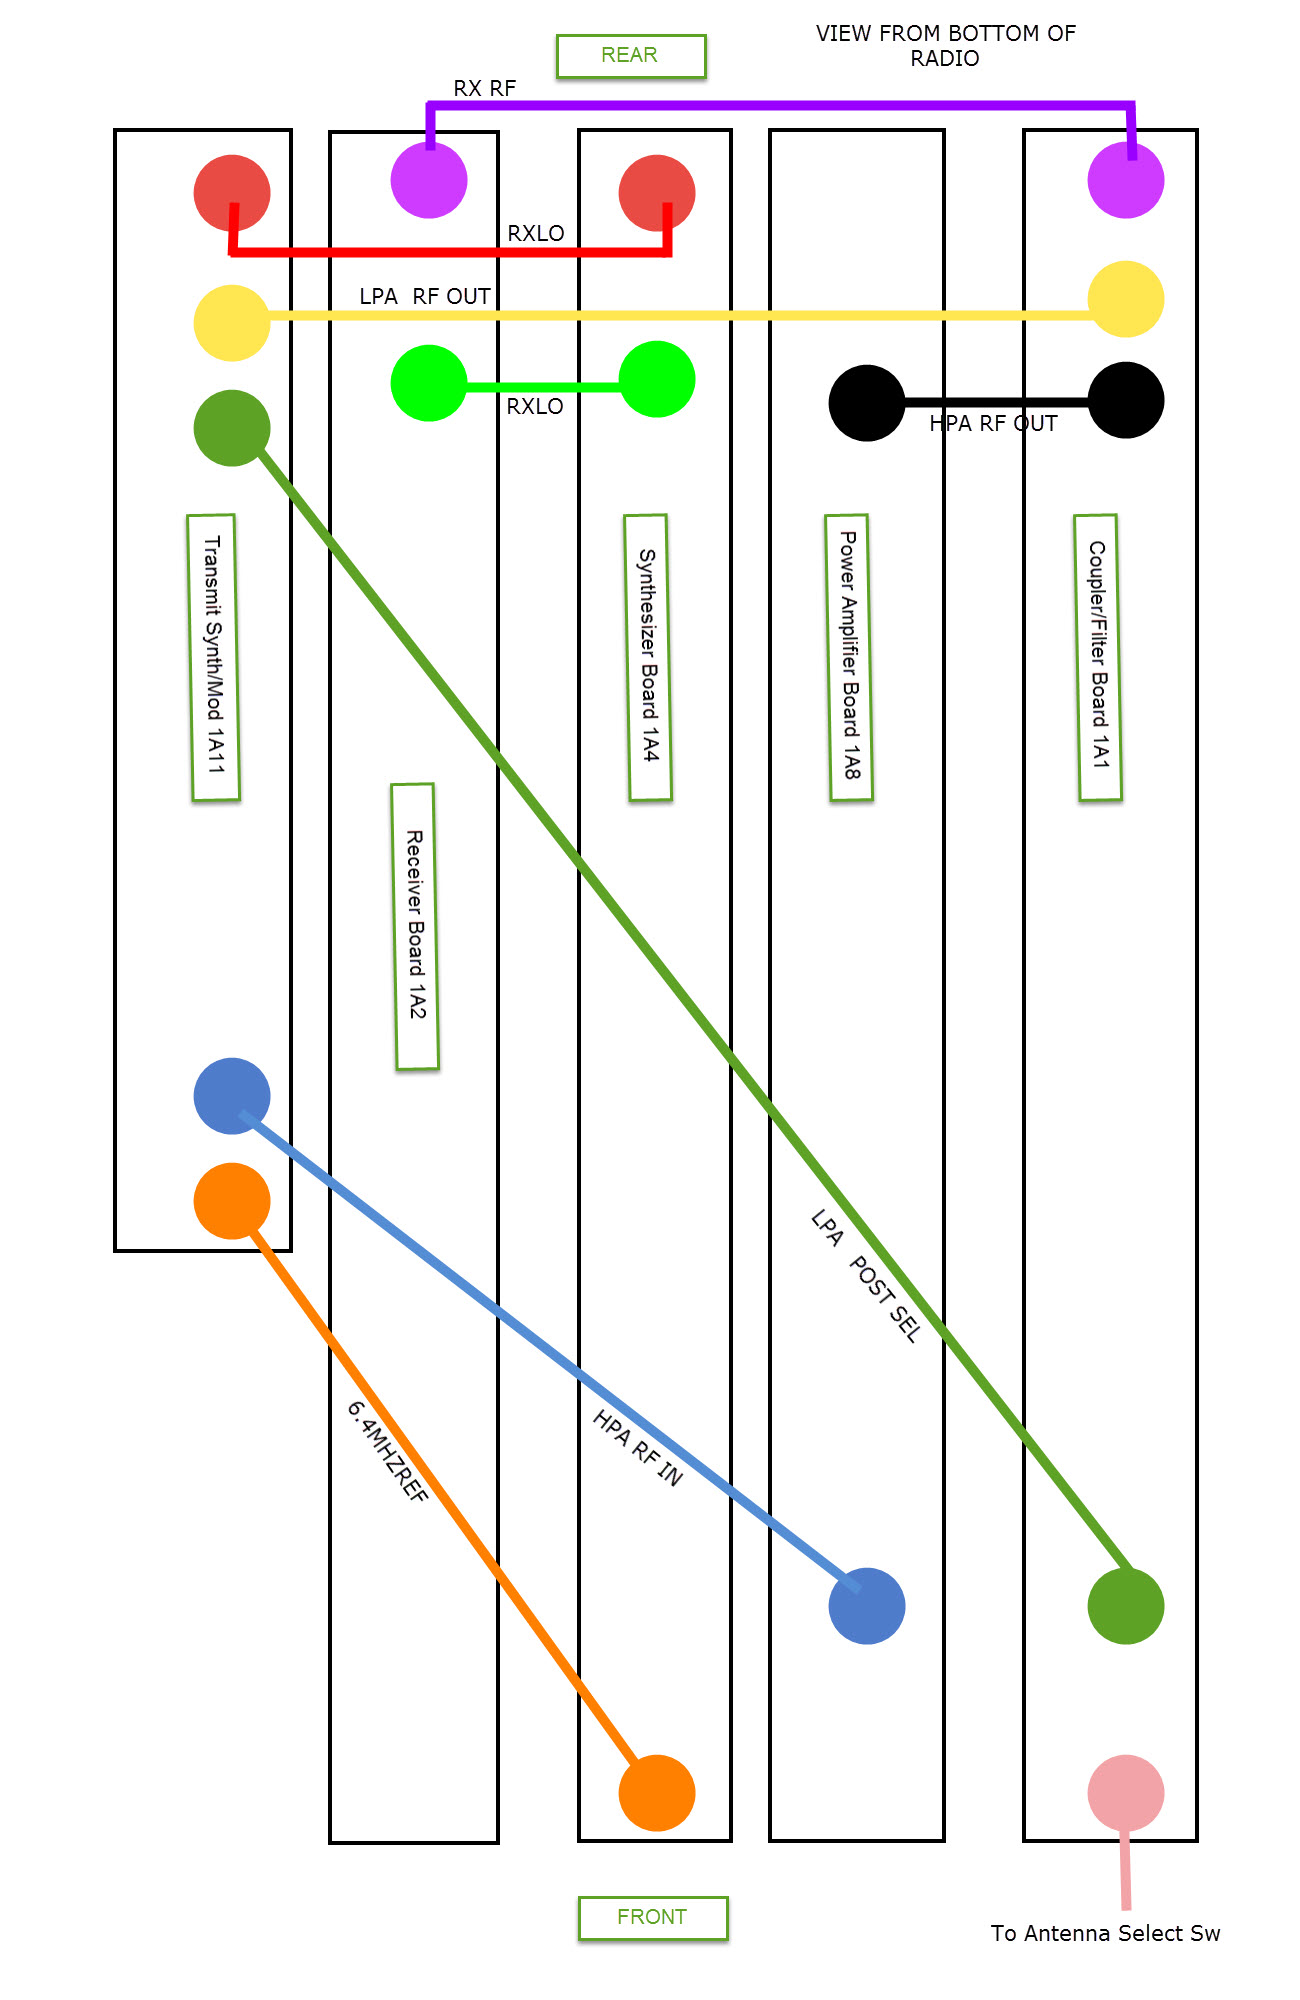 VIEW FROM BOTTOM OF
RADIO
REAR
RX RF
RXLO
LPA  RF OUT
RXLO
HPA RF OUT
Transmit Synth/Mod 1A11
Receiver Board 1A2
Synthesizer Board 1A4
Power Amplifier Board 1A8
Coupler/Filter Board 1A1
LPA  POST SEL
HPA RF IN
6.4MHZREF
FRONT
To Antenna Select Sw